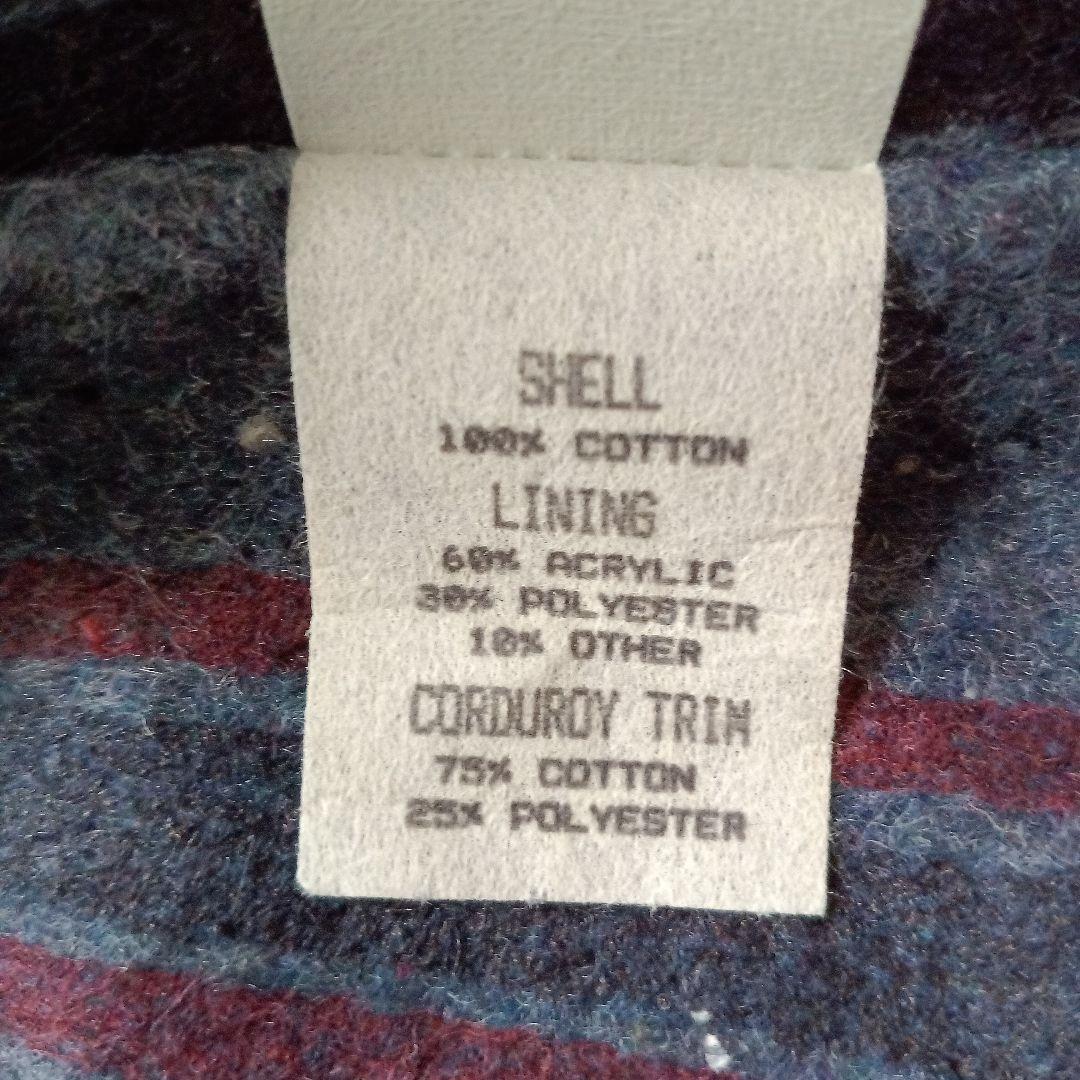 SHELL
100% COTTON
LINING
60% ACRYLIC
30% POLYESTER
10% OTHER
CORDUROY TRIM
75% COTTON
25% POLYESTER